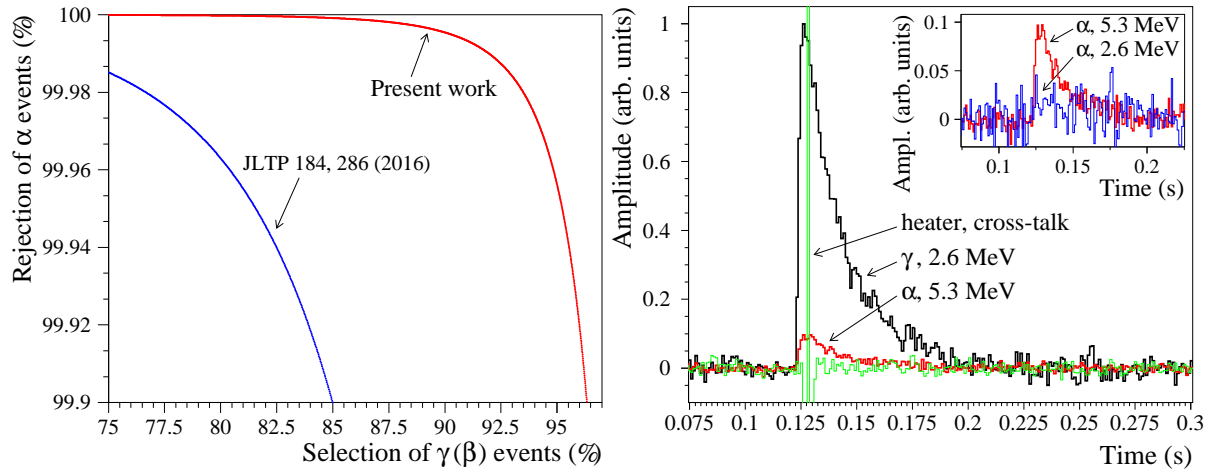 Rejection of α events (%)
100
99.98
99.96
99.94
99.92
99.9
Present work
JLTP 184, 286 (2016)
75
77.5
80
82.5
85
87.5
90
92.5
95
Selection of γ(β) events (%)
Amplitude (arb. units)
1
0.8
0.6
0.4
0.2
0
heater, cross-talk
γ, 2.6 MeV
α, 5.3 MeV
0.075
0.1
0.125
0.15
0.175
0.2
0.225
0.25
0.275
0.3
Time (s)
Ampl. (arb. units)
0.1
0.05
0
α, 5.3 MeV
α, 2.6 MeV
0.1
0.15
0.2
Time (s)